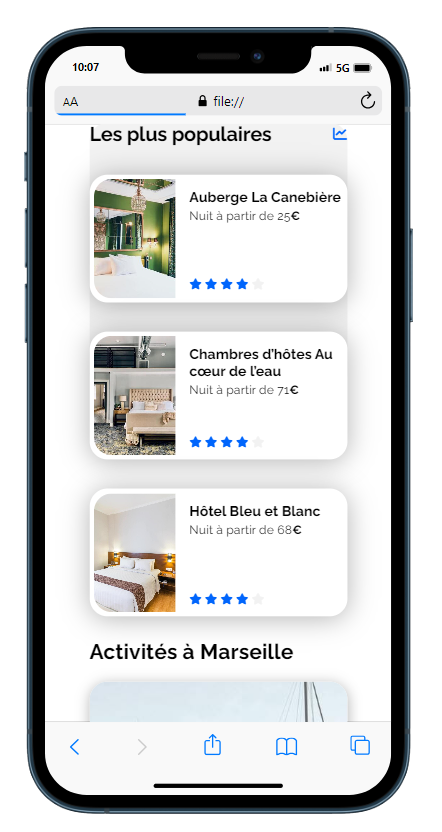 10:07
5G
AA
file://
Les plus populaires
Auberge La Canebière
Nuit à partir de 25€
Chambres d'hôtes Au
cœur de l'eau
Nuit à partir de 71€
Hôtel Bleu et Blanc
Nuit à partir de 68€
Activités à Marseille